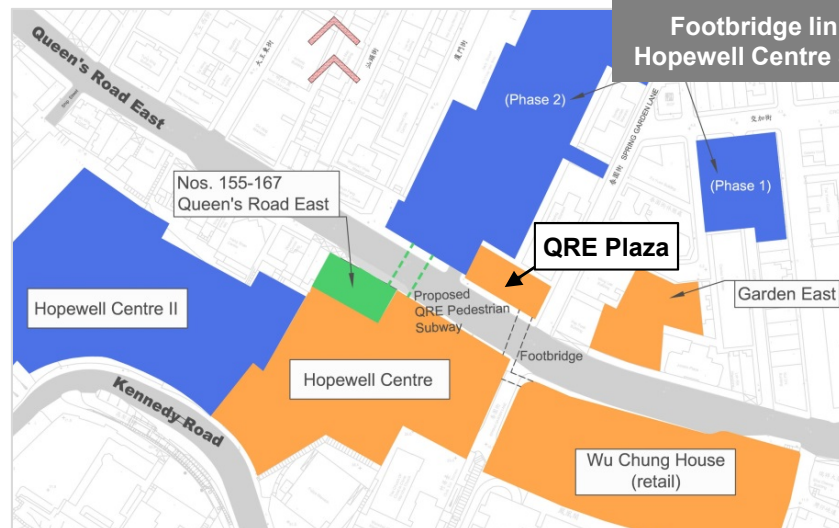 Footbridge lin
Hopewell Centre
Queen's Road East
(Phase 2)
(Phase 1)
SPRING GARDEN LANE
Nos. 155-167
Queen's Road East
QRE Plaza
Garden East
Proposed
QRE Pedestrian
Subway
Hopewell Centre II
Footbridge
Hopewell Centre
Kennedy Road
Wu Chung House
(retail)